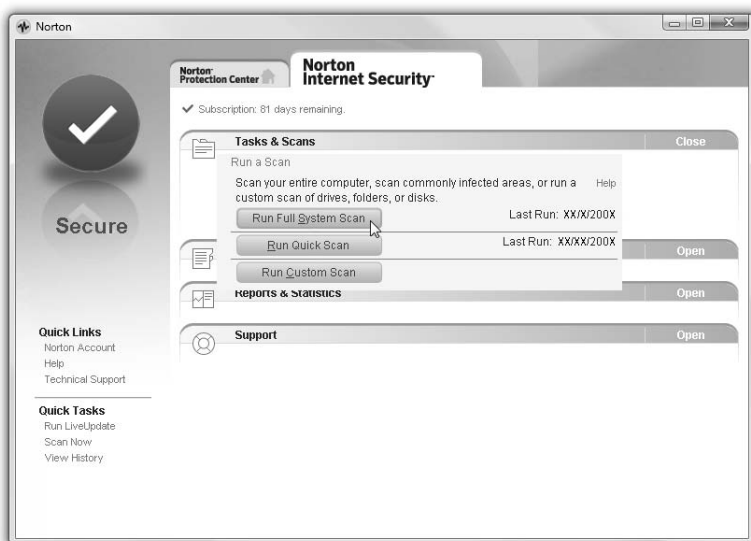 Norton
Norton
Protection Center
Norton
Internet Security
Subscription: 81 days remaining.
Secure
Tasks & Scans
Close
Run a Scan
Scan your entire computer, scan commonly infected areas, or run a
custom scan of drives, folders, or disks.
Help
Run Full System Scan
Last Run: XX/X/200X
Run Quick Scan
Last Run: XX/XX/200X
Run Custom Scan
Open
Reports & Statistics
Open
Support
Open
Quick Links
Norton Account
Help
Technical Support
Quick Tasks
Run LiveUpdate
Scan Now
View History